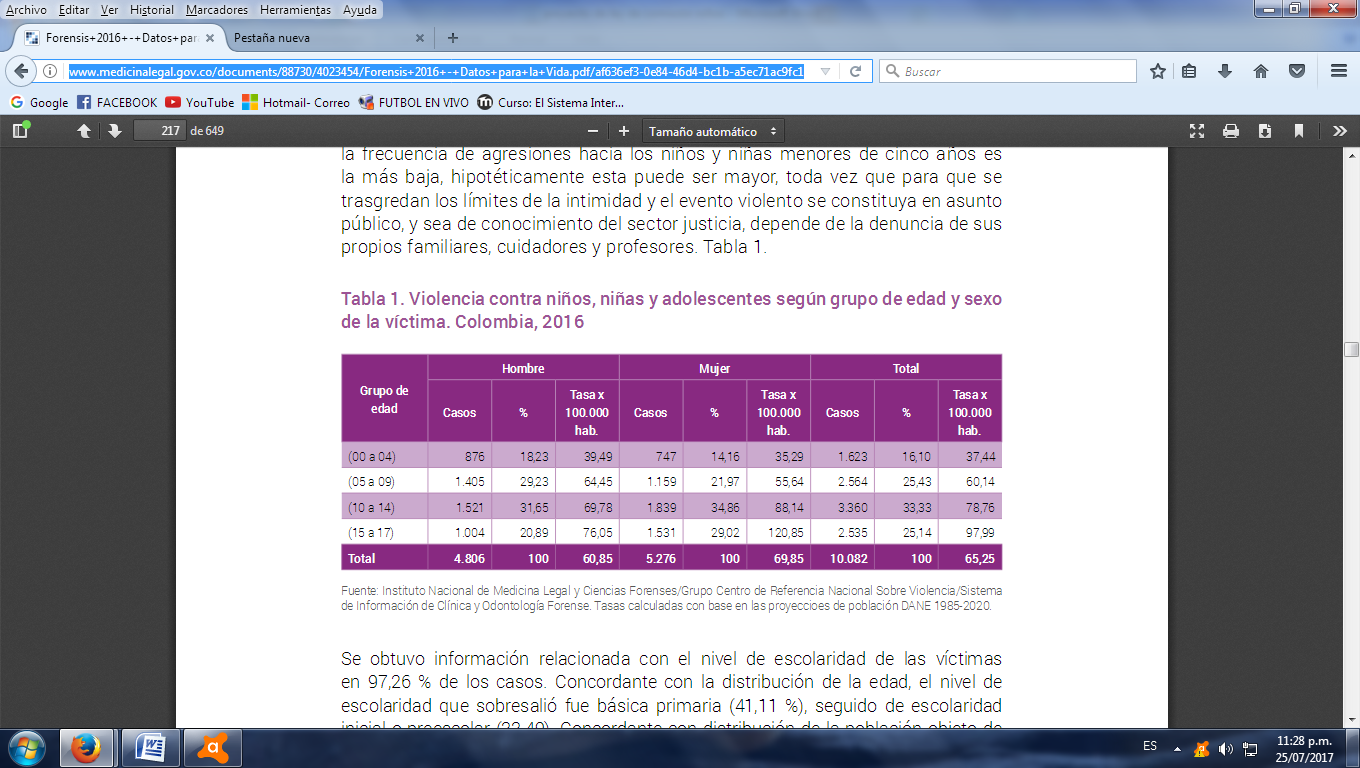 Archivo Editar Ver Historial Marcadores Herramientas Ayuda
Forensis+2016+-+Datos+par
Pestaña nueva
www.medicinalegal.gov.co/documents/88730/4023454/Forensis+2016+-+Datos+para+la+Vida.pdf/af636ef3-0e84-46d4-bc1b-a5ec71ac9fc1
Buscar
Google FACEBOOK YouTube Hotmail- Correo FUTBOL EN VIVO Curso: El Sistema Inter...
217 de 649
Tamaño automático
la frecuencia de agresiones hacia los niños y niñas menores de cinco años es
la más baja, hipotéticamente esta puede ser mayor, toda vez que para que se
trasgredan los límites de la intimidad y el evento violento se constituya en asunto
público, y sea de conocimiento del sector justicia, depende de la denuncia de sus
propios familiares, cuidadores y profesores. Tabla 1.
Tabla 1. Violencia contra niños, niñas y adolescentes según grupo de edad y sexo
de la víctima. Colombia, 2016
Grupo de edad Hombre Mujer Total
Casos % Tasa x 100.000 hab. Casos % Tasa x 100.000 hab. Casos % Tasa x 100.000 hab.
(00 a 04) 876 18,23 39,49 747 14,16 35,29 1.623 16,10 37,44
(05 a 09) 1.405 29,23 64,45 1.159 21,97 55,64 2.564 25,43 60,14
(10 a 14) 1.521 31,65 69,78 1.839 34,86 88,14 3.360 33,33 78,76
(15 a 17) 1.004 20,89 76,05 1.531 29,02 120,85 2.535 25,14 97,99
Total 4.806 100 60,85 5.276 100 69,85 10.082 100 65,25
Fuente: Instituto Nacional de Medicina Legal y Ciencias Forenses/Grupo Centro de Referencia Nacional Sobre Violencia/Sistema
de Información de Clínica y Odontología Forense. Tasas calculadas con base en las proyeccioes de población DANE 1985-2020.
Se obtuvo información relacionada con el nivel de escolaridad de las víctimas
en 97,26 % de los casos. Concordante con la distribución de la edad, el nivel de
escolaridad que sobresalió fue básica primaria (41,11 %), seguido de escolaridad
inicial o preescolar (22,49). Concordante con distribución de la población objeto de
ES
11:28 p.m.
25/07/2017